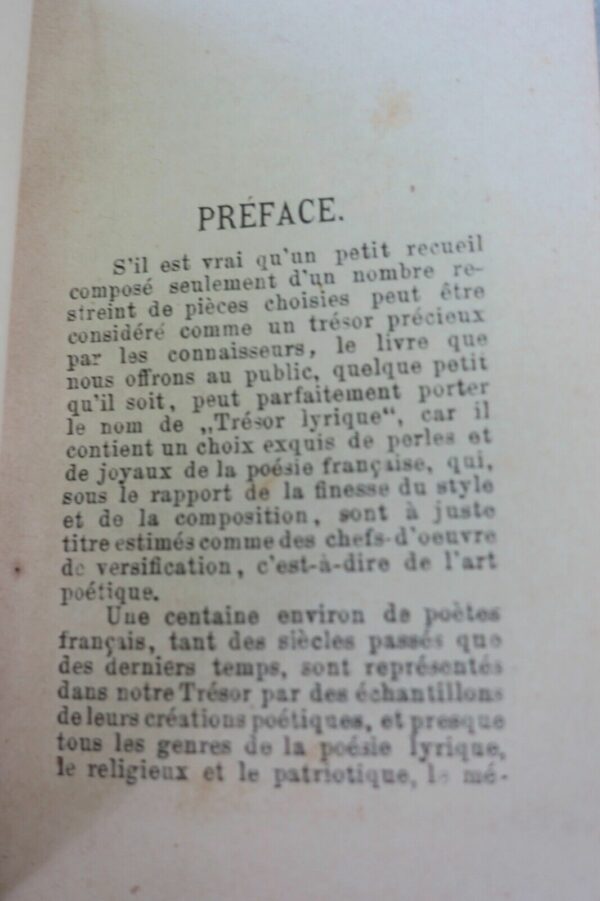 PRÉFACE.
S'il est vrai qu'un petit recueil
composé seulement d'un nombre re-
streint de pièces choisies peut être
considéré comme un trésor précieux
par les connaisseurs, le livre que
nous offrons au public, quelque petit
qu'il soit, peut parfaitement porter
le nom de „Trésor lyrique“, car il
contient un choix exquis de perles et
de joyaux de la poésie française, qui,
sous le rapport de la finesse du style
et de la composition, sont à juste
titre estimés comme des chefs-d'oeuvre
de versification, c'est-à-dire de l'art
poétique.
Une centaine environ de poètes
français, tant des siècles passés que
des derniers temps, sont représentés
dans notre Trésor par des échantillons
de leurs créations poétiques, et presque
tous les genres de la poésie lyrique,
le religieux et le patriotique, le mé-